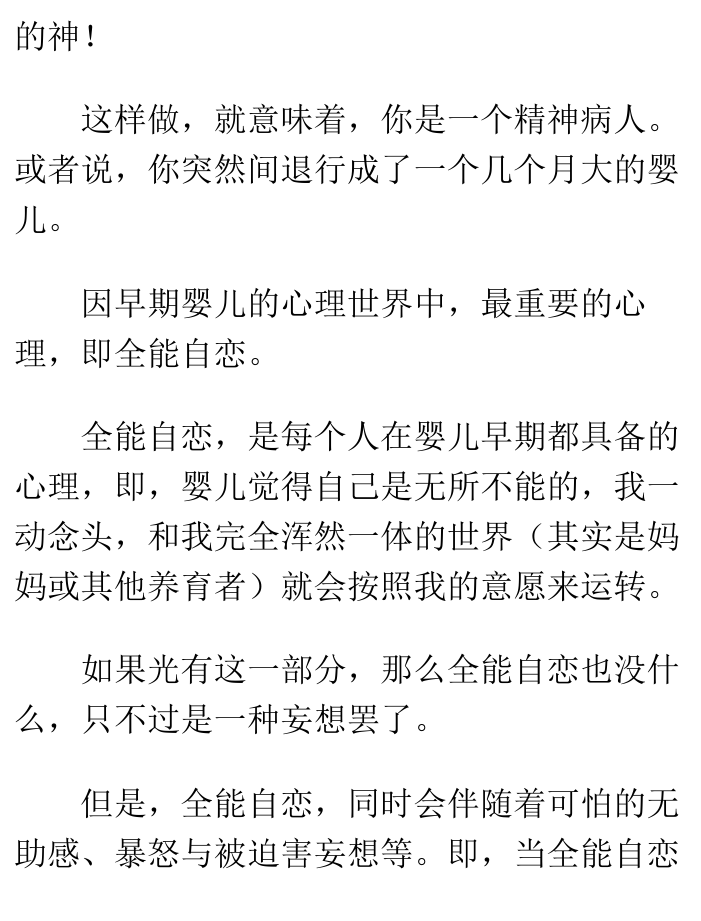 的神！
这样做，就意味着，你是一个精神病人。
或者说，你突然间退行成了一个几个月大的婴
儿。
因早期婴儿的心理世界中，最重要的心
理，即全能自恋。
全能自恋，是每个人在婴儿早期都具备的
心理，即，婴儿觉得自己是无所不能的，我一
动念头，和我完全浑然一体的世界（其实是妈
妈或其他养育者）就会按照我的意愿来运转。
如果光有这一部分，那么全能自恋也没什
么，只不过是一种妄想罢了。
但是，全能自恋，同时会伴随着可怕的无
助感、暴怒与被迫害妄想等。即，当全能自恋